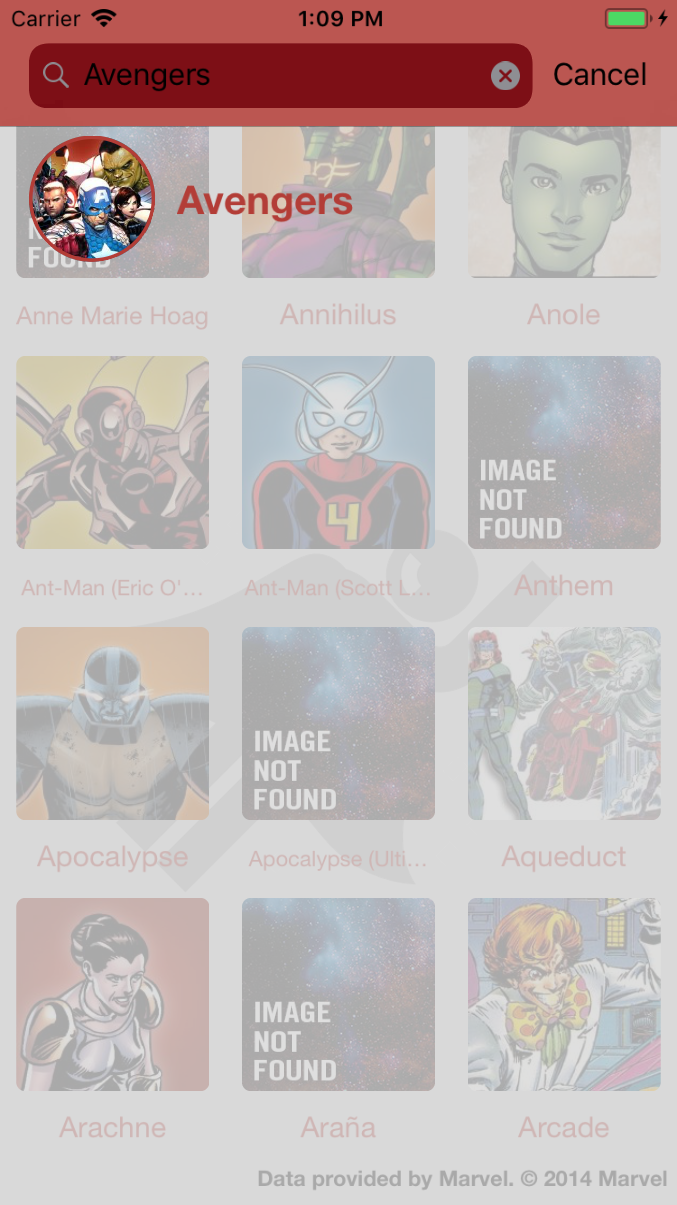 Carrier 1:09 PM
Avengers Cancel
Avengers
FOUND
Anne Marie Hoag Annihilus Anole
IMAGE
NOT
FOUND
Ant-Man (Eric O'... Ant-Man (Scott L... Anthem
IMAGE
NOT
FOUND
Apocalypse Apocalypse (Ulti... Aqueduct
IMAGE
NOT
FOUND
Arachne Araña Arcade
Data provided by Marvel. © 2014 Marvel